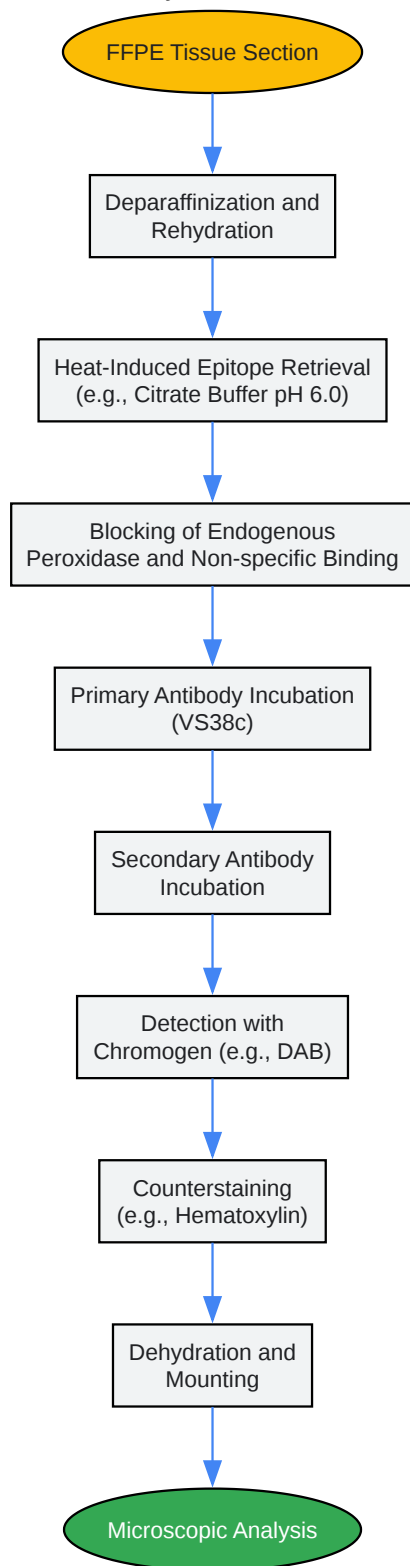 FFPE Tissue Section
Deparaffinization and
Rehydration
Heat-Induced Epitope Retrieval
(e.g., Citrate Buffer pH 6.0)
Blocking of Endogenous
Peroxidase and Non-specific Binding
Primary Antibody Incubation
(VS38c)
Secondary Antibody
Incubation
Detection with
Chromogen (e.g., DAB)
Counterstaining
(e.g., Hematoxylin)
Dehydration and
Mounting
Microscopic Analysis